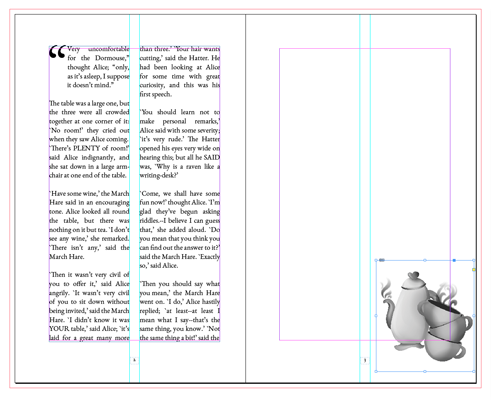 “Very uncomfortable
for the Dormouse,”
thought Alice; “only,
as it’s asleep, I suppose
it doesn’t mind.”
The table was a large one, but
the three were all crowded
together at one corner of it:
‘No room!’ they cried out
when they saw Alice coming.
‘There’s PLENTY of room!’
said Alice indignantly, and
she sat down in a large arm-
chair at one end of the table.
‘Have some wine,’ the March
Hare said in an encouraging
tone. Alice looked all round
the table, but there was
nothing on it but tea. ‘I don’t
see any wine,’ she remarked.
‘There isn’t any,’ said the
March Hare.
‘Then it wasn’t very civil of
you to offer it,’ said Alice
angrily. ‘It wasn’t very civil
of you to sit down without
being invited,’ said the March
Hare. ‘I didn’t know it was
YOUR table,’ said Alice; ‘it’s
laid for a great many more
than three.’ ‘Your hair wants
cutting,’ said the Hatter. He
had been looking at Alice
for some time with great
curiosity, and this was his
first speech.
‘You should learn not to
make personal remarks,’
Alice said with some severity;
‘it’s very rude.’ The Hatter
opened his eyes very wide on
hearing this; but all he SAID
was, ‘Why is a raven like a
writing-desk?’
‘Come, we shall have some
fun now!’ thought Alice. ‘I’m
glad they’ve begun asking
riddles.--I believe I can guess
that,’ she added aloud. ‘Do
you mean that you think you
can find out the answer to it?’
said the March Hare. ‘Exactly
so,’ said Alice.
‘Then you should say what
you mean,’ the March Hare
went on. ‘I do,’ Alice hastily
replied; ‘at least--at least I
mean what I say--that’s the
same thing, you know.’ ‘Not
the same thing a bit!’ said the